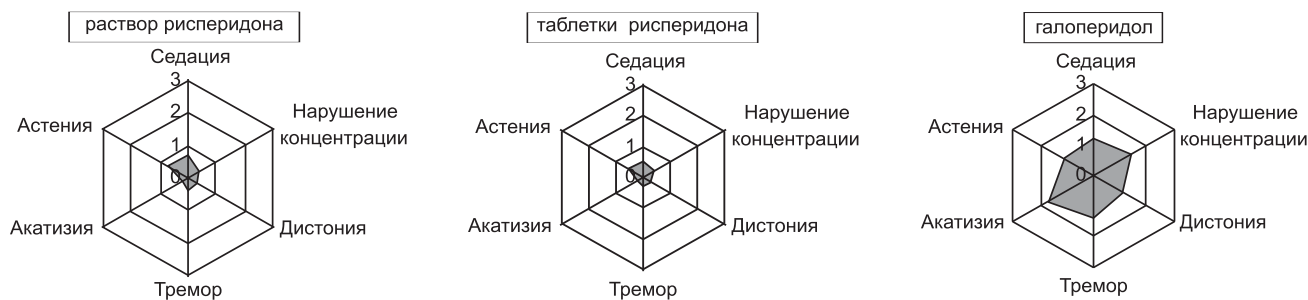 раствор рисперидона
Седация
3
2
1
0
Нарушение
концентрации
Астения
Акатизия
Дистония
Тремор
таблетки рисперидона
Седация
3
2
1
0
Нарушение
концентрации
Астения
Акатизия
Дистония
Тремор
галоперидол
Седация
3
2
1
0
Нарушение
концентрации
Астения
Акатизия
Дистония
Тремор